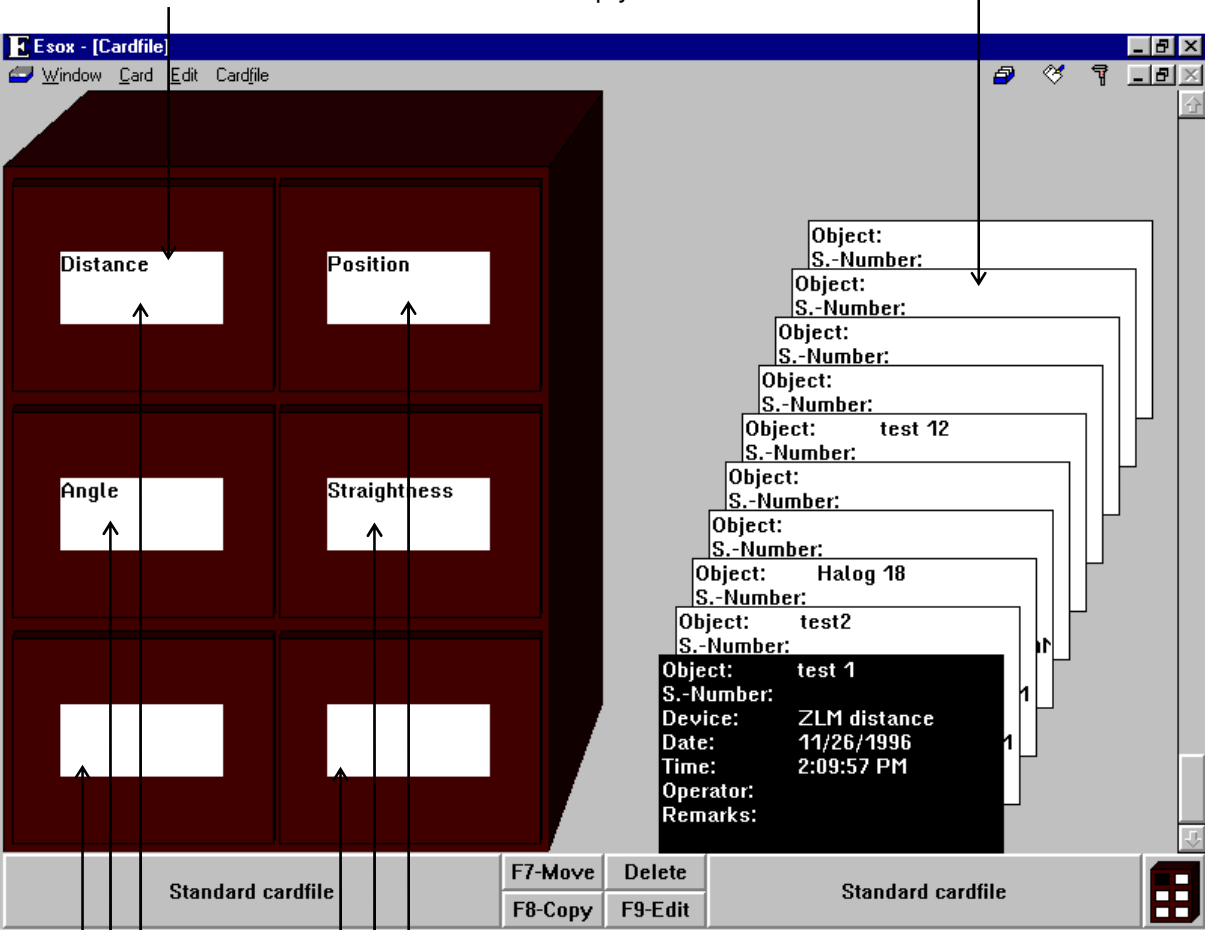 Esox - [Cardfile]
Window Card Edit Cardfile
Distance
Position
Angle
Straightness
Object:
S.-Number:
Object:
S.-Number:
Object:
S.-Number:
Object:
S.-Number:
Object: test 12
S.-Number:
Object:
S.-Number:
Object:
S.-Number:
Object: Halog 18
S.-Number:
Object: test2
S.-Number:
Object: test 1
S.-Number:
Device: ZLM distance
Date: 11/26/1996
Time: 2:09:57 PM
Operator:
Remarks:
1
1
Standard cardfile
F7-Move
Delete
F8-Copy
F9-Edit
Standard cardfile